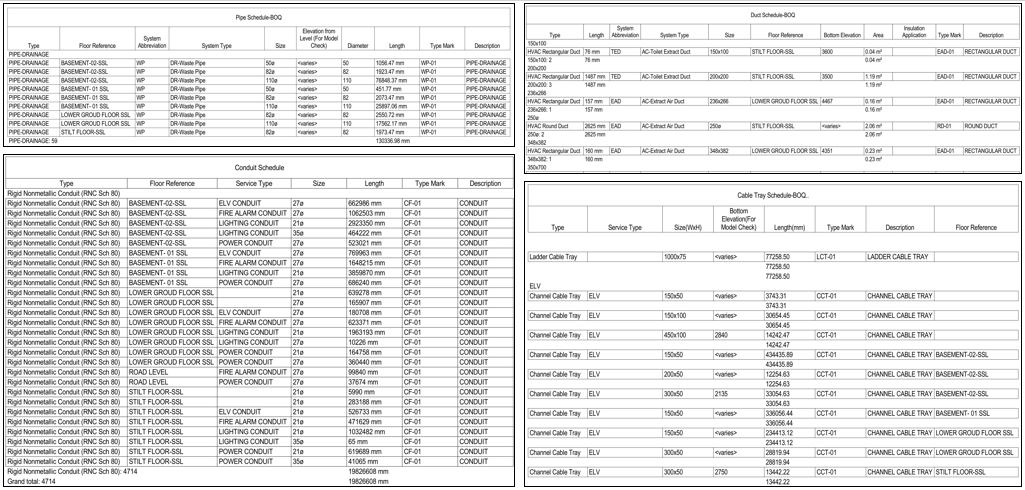 Pipe Schedule-BOQ
Type Floor Reference System Abbreviation System Type Size Elevation from Level (For Model Check) Diameter Length Type Mark Description
PIPE-DRAINAGE
PIPE-DRAINAGE BASEMENT-02-SSL WP DR-Waste Pipe 50ø <varies> 50 1056.47 mm WP-01 PIPE-DRAINAGE
PIPE-DRAINAGE BASEMENT-02-SSL WP DR-Waste Pipe 82ø <varies> 82 1923.47 mm WP-01 PIPE-DRAINAGE
PIPE-DRAINAGE BASEMENT-02-SSL WP DR-Waste Pipe 110ø <varies> 110 76848.37 mm WP-01 PIPE-DRAINAGE
PIPE-DRAINAGE BASEMENT- 01 SSL WP DR-Waste Pipe 50ø <varies> 50 451.77 mm WP-01 PIPE-DRAINAGE
PIPE-DRAINAGE BASEMENT- 01 SSL WP DR-Waste Pipe 82ø <varies> 82 2073.47 mm WP-01 PIPE-DRAINAGE
PIPE-DRAINAGE BASEMENT- 01 SSL WP DR-Waste Pipe 110ø <varies> 110 25897.06 mm WP-01 PIPE-DRAINAGE
PIPE-DRAINAGE LOWER GROUD FLOOR SSL WP DR-Waste Pipe 82ø <varies> 82 2550.72 mm WP-01 PIPE-DRAINAGE
PIPE-DRAINAGE LOWER GROUD FLOOR SSL WP DR-Waste Pipe 110ø <varies> 110 17562.17 mm WP-01 PIPE-DRAINAGE
PIPE-DRAINAGE STILT FLOOR-SSL WP DR-Waste Pipe 82ø <varies> 82 1973.47 mm WP-01 PIPE-DRAINAGE
PIPE-DRAINAGE: 59 130336.98 mm
Conduit Schedule
Type Floor Reference Service Type Size Length Type Mark Description
Rigid Nonmetallic Conduit (RNC Sch 80)
Rigid Nonmetallic Conduit (RNC Sch 80) BASEMENT-02-SSL ELV CONDUIT 27ø 662986 mm CF-01 CONDUIT
Rigid Nonmetallic Conduit (RNC Sch 80) BASEMENT-02-SSL FIRE ALARM CONDUIT 27ø 1062503 mm CF-01 CONDUIT
Rigid Nonmetallic Conduit (RNC Sch 80) BASEMENT-02-SSL LIGHTING CONDUIT 21ø 2923350 mm CF-01 CONDUIT
Rigid Nonmetallic Conduit (RNC Sch 80) BASEMENT-02-SSL LIGHTING CONDUIT 35ø 464222 mm CF-01 CONDUIT
Rigid Nonmetallic Conduit (RNC Sch 80) BASEMENT-02-SSL POWER CONDUIT 27ø 523021 mm CF-01 CONDUIT
Rigid Nonmetallic Conduit (RNC Sch 80) BASEMENT- 01 SSL ELV CONDUIT 27ø 769963 mm CF-01 CONDUIT
Rigid Nonmetallic Conduit (RNC Sch 80) BASEMENT- 01 SSL FIRE ALARM CONDUIT 27ø 1648215 mm CF-01 CONDUIT
Rigid Nonmetallic Conduit (RNC Sch 80) BASEMENT- 01 SSL LIGHTING CONDUIT 21ø 3859870 mm CF-01 CONDUIT
Rigid Nonmetallic Conduit (RNC Sch 80) BASEMENT- 01 SSL POWER CONDUIT 27ø 686240 mm CF-01 CONDUIT
Rigid Nonmetallic Conduit (RNC Sch 80) LOWER GROUD FLOOR SSL 21ø 639278 mm CF-01 CONDUIT
Rigid Nonmetallic Conduit (RNC Sch 80) LOWER GROUD FLOOR SSL 27ø 165907 mm CF-01 CONDUIT
Rigid Nonmetallic Conduit (RNC Sch 80) LOWER GROUD FLOOR SSL ELV CONDUIT 27ø 180708 mm CF-01 CONDUIT
Rigid Nonmetallic Conduit (RNC Sch 80) LOWER GROUD FLOOR SSL FIRE ALARM CONDUIT 27ø 623371 mm CF-01 CONDUIT
Rigid Nonmetallic Conduit (RNC Sch 80) LOWER GROUD FLOOR SSL LIGHTING CONDUIT 21ø 1963193 mm CF-01 CONDUIT
Rigid Nonmetallic Conduit (RNC Sch 80) LOWER GROUD FLOOR SSL LIGHTING CONDUIT 27ø 10226 mm CF-01 CONDUIT
Rigid Nonmetallic Conduit (RNC Sch 80) LOWER GROUD FLOOR SSL POWER CONDUIT 21ø 164758 mm CF-01 CONDUIT
Rigid Nonmetallic Conduit (RNC Sch 80) LOWER GROUD FLOOR SSL POWER CONDUIT 27ø 360440 mm CF-01 CONDUIT
Rigid Nonmetallic Conduit (RNC Sch 80) ROAD LEVEL FIRE ALARM CONDUIT 27ø 99840 mm CF-01 CONDUIT
Rigid Nonmetallic Conduit (RNC Sch 80) ROAD LEVEL POWER CONDUIT 27ø 37674 mm CF-01 CONDUIT
Rigid Nonmetallic Conduit (RNC Sch 80) STILT FLOOR-SSL 21ø 5990 mm CF-01 CONDUIT
Rigid Nonmetallic Conduit (RNC Sch 80) STILT FLOOR-SSL 27ø 283188 mm CF-01 CONDUIT
Rigid Nonmetallic Conduit (RNC Sch 80) STILT FLOOR-SSL ELV CONDUIT 27ø 526733 mm CF-01 CONDUIT
Rigid Nonmetallic Conduit (RNC Sch 80) STILT FLOOR-SSL FIRE ALARM CONDUIT 21ø 471629 mm CF-01 CONDUIT
Rigid Nonmetallic Conduit (RNC Sch 80) STILT FLOOR-SSL LIGHTING CONDUIT 21ø 1032482 mm CF-01 CONDUIT
Rigid Nonmetallic Conduit (RNC Sch 80) STILT FLOOR-SSL LIGHTING CONDUIT 35ø 65 mm CF-01 CONDUIT
Rigid Nonmetallic Conduit (RNC Sch 80) STILT FLOOR-SSL POWER CONDUIT 21ø 619689 mm CF-01 CONDUIT
Rigid Nonmetallic Conduit (RNC Sch 80) STILT FLOOR-SSL POWER CONDUIT 35ø 41065 mm CF-01 CONDUIT
Rigid Nonmetallic Conduit (RNC Sch 80): 4714 19826608 mm
Grand total: 4714 19826608 mm
Duct Schedule-BOQ
Type Length System Abbreviation System Type Size Floor Reference Bottom Elevation Area Insulation Application Type Mark Description
150x100
HVAC Rectangular Duct 76 mm TED AC-Toilet Extract Duct 150x100 STILT FLOOR-SSL 3600 0.04 m² EAD-01 RECTANGULAR DUCT
150x100: 2 76 mm 0.04 m²
200x200
HVAC Rectangular Duct 1487 mm TED AC-Toilet Extract Duct 200x200 STILT FLOOR-SSL 3500 1.19 m² EAD-01 RECTANGULAR DUCT
200x200: 3 1487 mm 1.19 m²
236x266
HVAC Rectangular Duct 157 mm EAD AC-Extract Air Duct 236x266 LOWER GROUND FLOOR SSL 4467 0.16 m² EAD-01 RECTANGULAR DUCT
236x266: 1 157 mm 0.16 m²
250ø
HVAC Round Duct 2625 mm EAD AC-Extract Air Duct 250ø STILT FLOOR-SSL <varies> 2.06 m² RD-01 ROUND DUCT
250ø: 2 2625 mm 2.06 m²
348x382
HVAC Rectangular Duct 160 mm EAD AC-Extract Air Duct 348x382 LOWER GROUND FLOOR SSL 4351 0.23 m² EAD-01 RECTANGULAR DUCT
348x382: 1 160 mm 0.23 m²
350x700
Cable Tray Schedule-BOQ..
Type Service Type Size(WxH) Bottom Elevation(For Model Check) Length(mm) Type Mark Description Floor Reference
Ladder Cable Tray 1000x75 <varies> 77258.50 LCT-01 LADDER CABLE TRAY
77258.50
77258.50
ELV
Channel Cable Tray ELV 150x50 <varies> 3743.31 CCT-01 CHANNEL CABLE TRAY
3743.31
Channel Cable Tray ELV 150x100 <varies> 30654.45 CCT-01 CHANNEL CABLE TRAY
30654.45
Channel Cable Tray ELV 450x100 2840 14242.47 CCT-01 CHANNEL CABLE TRAY
14242.47
Channel Cable Tray ELV 150x50 <varies> 434435.89 CCT-01 CHANNEL CABLE TRAY BASEMENT-02-SSL
434435.89
Channel Cable Tray ELV 200x50 <varies> 12254.63 CCT-01 CHANNEL CABLE TRAY BASEMENT-02-SSL
12254.63
Channel Cable Tray ELV 300x50 2135 33054.63 CCT-01 CHANNEL CABLE TRAY BASEMENT-02-SSL
33054.63
Channel Cable Tray ELV 150x50 <varies> 336056.44 CCT-01 CHANNEL CABLE TRAY BASEMENT- 01 SSL
336056.44
Channel Cable Tray ELV 150x50 <varies> 234413.12 CCT-01 CHANNEL CABLE TRAY LOWER GROUD FLOOR SSL
234413.12
Channel Cable Tray ELV 300x50 <varies> 28819.94 CCT-01 CHANNEL CABLE TRAY LOWER GROUD FLOOR SSL
28819.94
Channel Cable Tray ELV 300x50 2750 13442.22 CCT-01 CHANNEL CABLE TRAY STILT FLOOR-SSL
13442.22